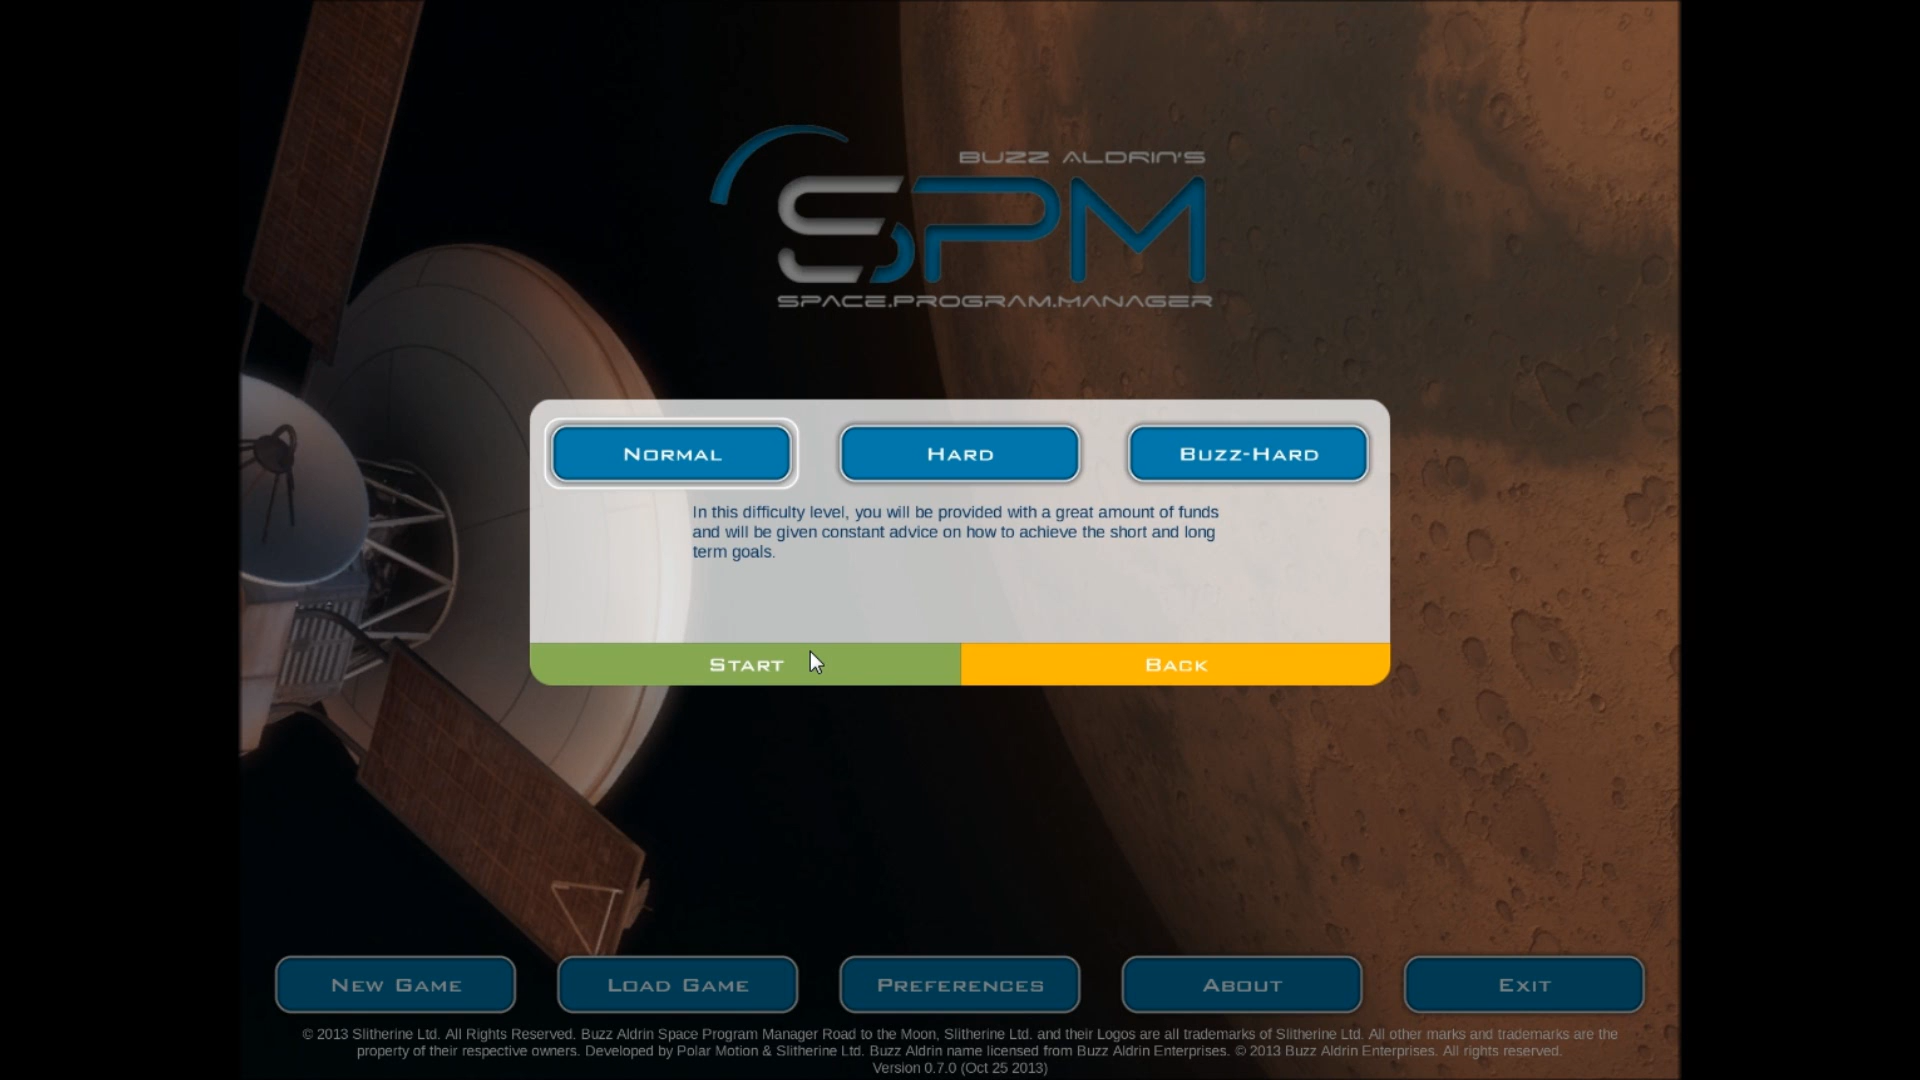 BUZZ ALDRIN'S
SPM
SPACE.PROGRAM.MANAGER
NORMAL
HARD
BUZZ-HARD
In this difficulty level, you will be provided with a great amount of funds
and will be given constant advice on how to achieve the short and long
term goals.
START
BACK
NEW GAME
LOAD GAME
PREFERENCES
ABOUT
EXIT
© 2013 Slitherine Ltd. All Rights Reserved. Buzz Aldrin Space Program Manager Road to the Moon, Slitherine Ltd. and their Logos are all trademarks of Slitherine Ltd. All other marks and trademarks are the
property of their respective owners. Developed by Polar Motion & Slitherine Ltd. Buzz Aldrin name licensed from Buzz Aldrin Enterprises. © 2013 Buzz Aldrin Enterprises. All rights reserved.
Version 0.7.0 (Oct 25 2013)